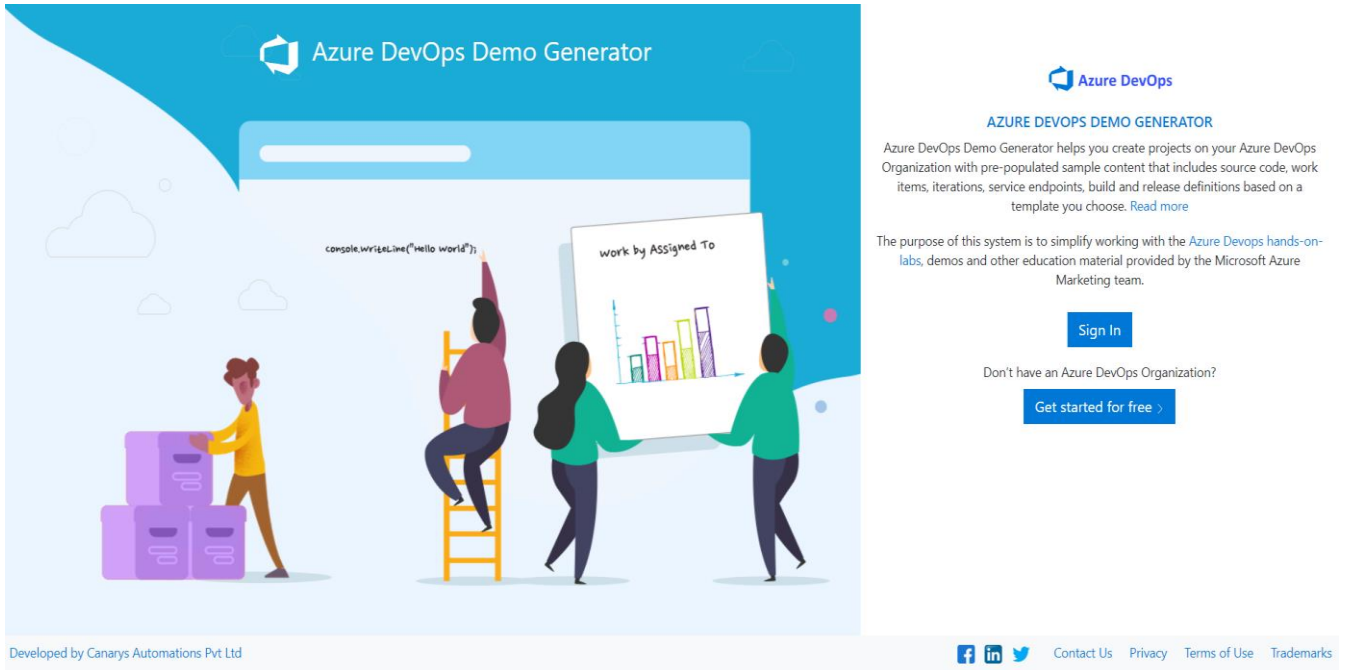 Azure DevOps Demo Generator
console.writeLine("Hello World");
Work by Assigned To
Azure DevOps
AZURE DEVOPS DEMO GENERATOR
Azure DevOps Demo Generator helps you create projects on your Azure DevOps
Organization with pre-populated sample content that includes source code, work
items, iterations, service endpoints, build and release definitions based on a
template you choose. Read more
The purpose of this system is to simplify working with the Azure Devops hands-on-
labs, demos and other education material provided by the Microsoft Azure
Marketing team.
Sign In
Don't have an Azure DevOps Organization?
Get started for free >
Developed by Canarys Automations Pvt Ltd
Contact Us Privacy Terms of Use Trademarks